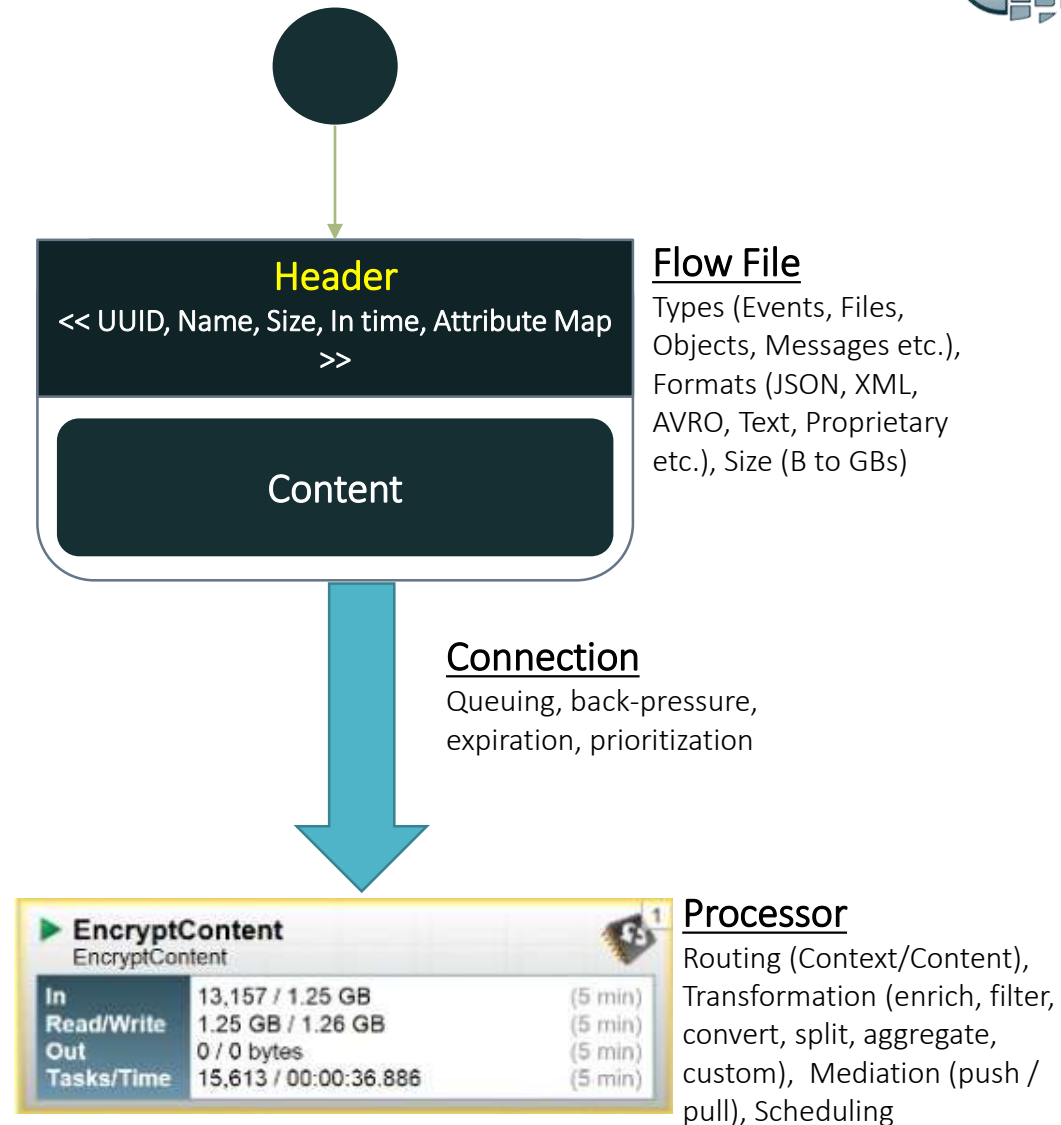 Header
<< UUID, Name, Size, In time, Attribute Map
>>
Content
Flow File
Types (Events, Files,
Objects, Messages etc.),
Formats (JSON, XML,
AVRO, Text, Proprietary
etc.), Size (B to GBs)
Connection
Queuing, back-pressure,
expiration, prioritization
EncryptContent
EncryptContent
1
In 13,157 / 1.25 GB (5 min)
Read/Write 1.25 GB / 1.26 GB (5 min)
Out 0 / 0 bytes (5 min)
Tasks/Time 15,613 / 00:00:36.886 (5 min)
Processor
Routing (Context/Content),
Transformation (enrich, filter,
convert, split, aggregate,
custom), Mediation (push /
pull), Scheduling